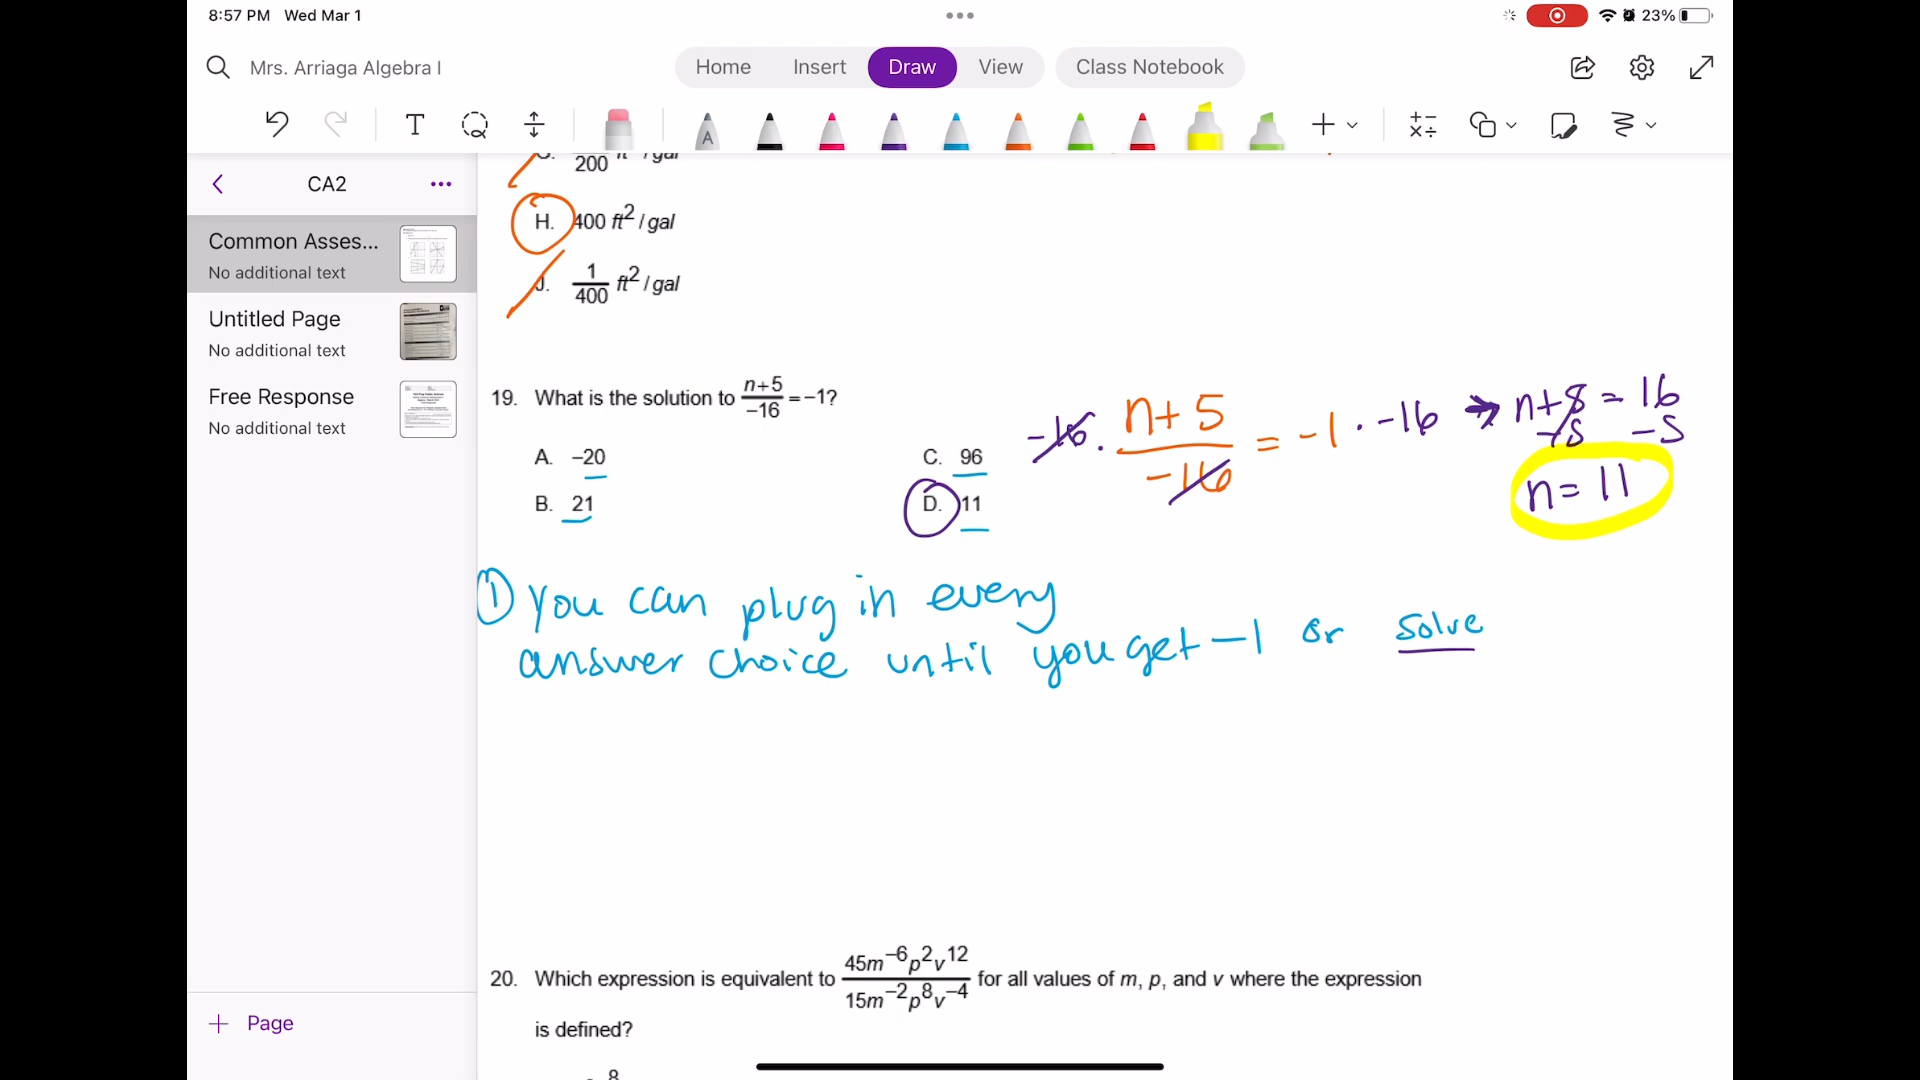 8:57 PM Wed Mar 1
23%
Mrs. Arriaga Algebra I
Home Insert Draw View Class Notebook
T
A
CA2
Common Asses...
No additional text
Untitled Page
No additional text
Free Response
No additional text
+ Page
200 ft /gal
H. 400 ft² / gal
J. 1/400 ft² / gal
19. What is the solution to (n+5)/(−16) = −1?
A. −20
B. 21
C. 96
D. 11
-16 · (n+5)/(-16) = -1 · -16 → n+5 = 16
-5 -5
n = 11
① You can plug in every
answer choice until you get -1 or solve
20. Which expression is equivalent to (45m⁻⁶p²v¹²)/(15m⁻²p⁸v⁻⁴) for all values of m, p, and v where the expression
is defined?
8